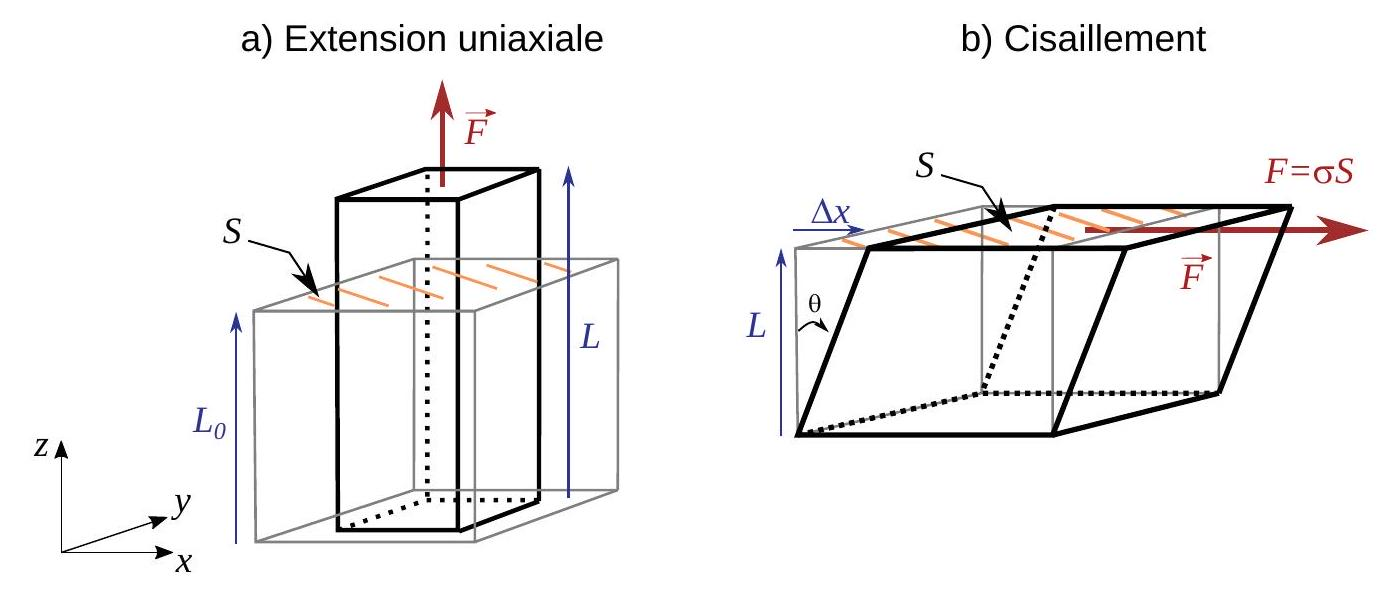 a) Extension uniaxiale
F
S
L
L0
z
y
x
b) Cisaillement
S
F=σS
Δx
F
θ
L